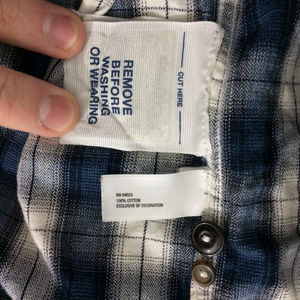 REMOVE
BEFORE
WASHING
OR WEARING
CUT HERE
RN 54023
100% COTTON
EXCLUSIVE OF DECORATION